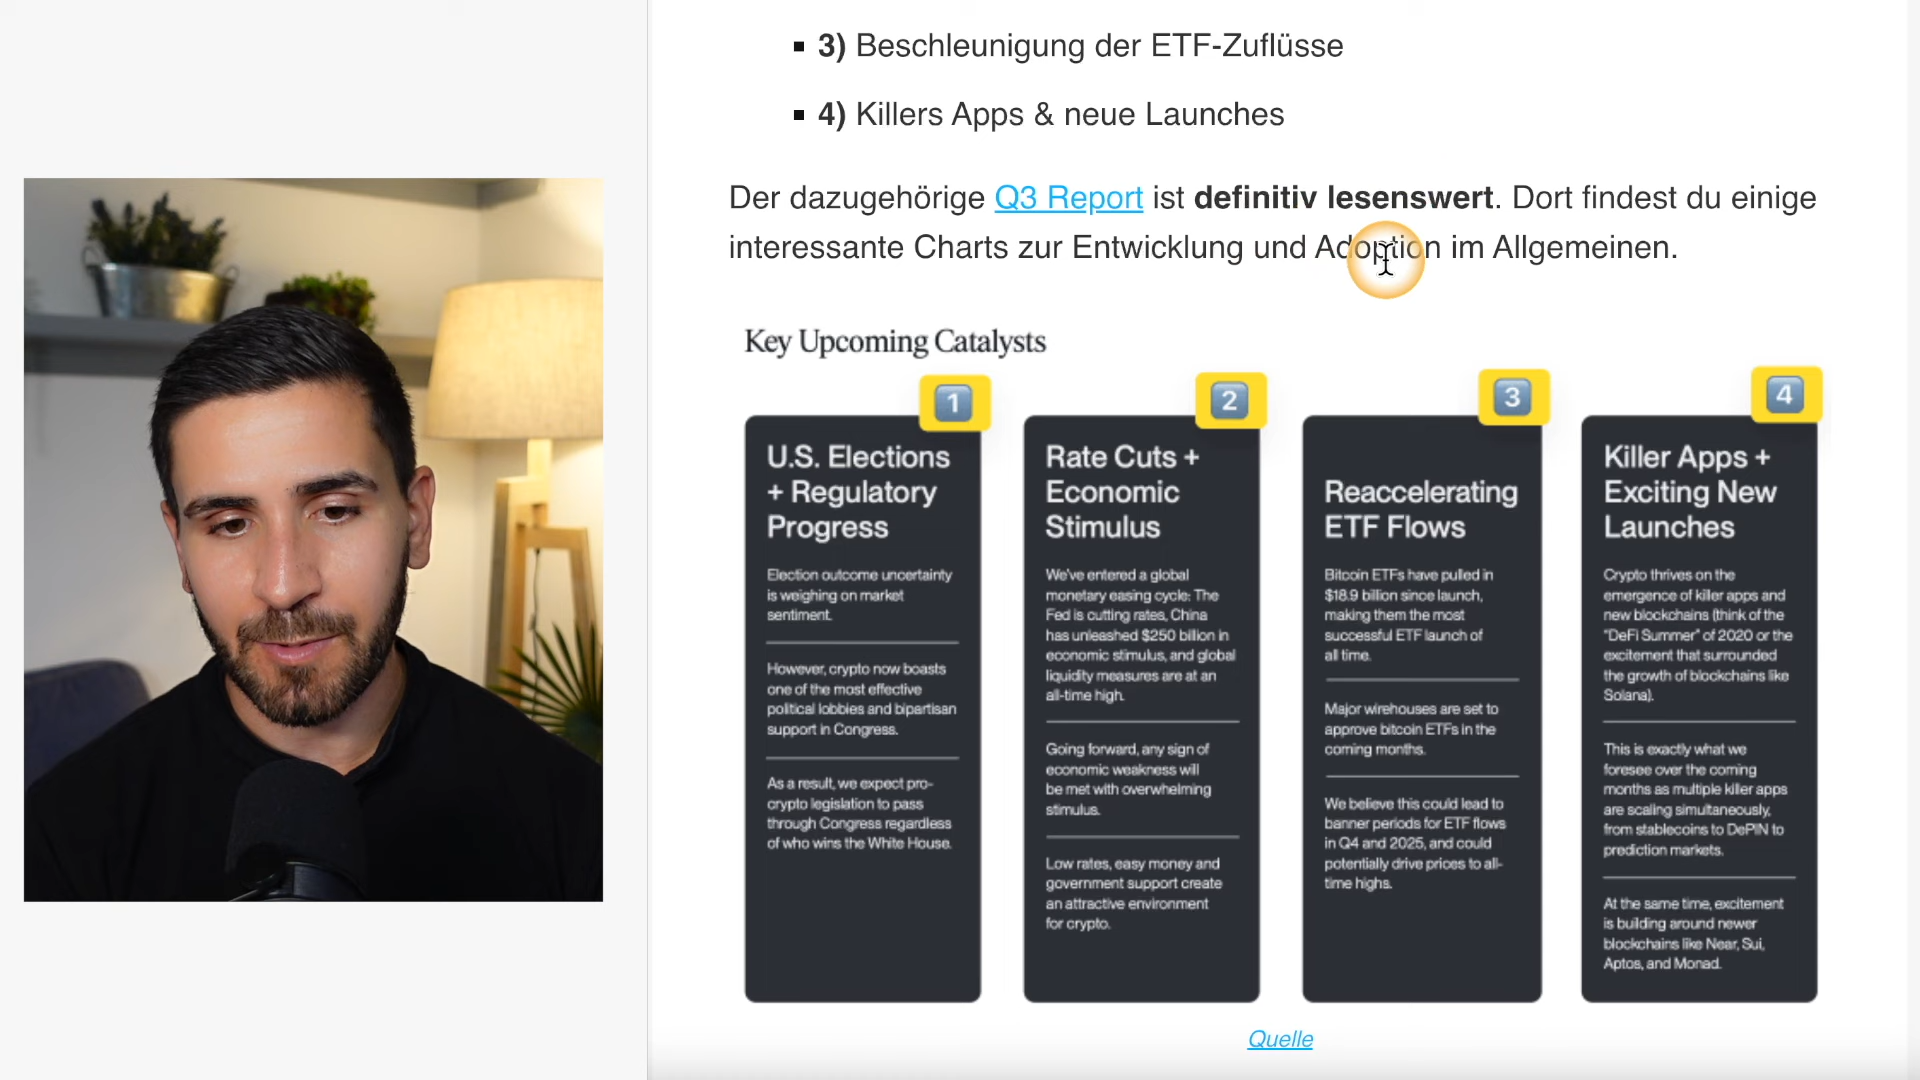 3) Beschleunigung der ETF-Zuflüsse
4) Killers Apps & neue Launches
Der dazugehörige Q3 Report ist definitiv lesenswert. Dort findest du einige
interessante Charts zur Entwicklung und Adoption im Allgemeinen.
Key Upcoming Catalysts
1
U.S. Elections
+ Regulatory
Progress
Election outcome uncertainty
is weighing on market
sentiment.
However, crypto now boasts
one of the most effective
political lobbies and bipartisan
support in Congress.
As a result, we expect pro-
crypto legislation to pass
through Congress regardless
of who wins the White House.
2
Rate Cuts +
Economic
Stimulus
We've entered a global
monetary easing cycle: The
Fed is cutting rates, China
has unleashed $250 billion in
economic stimulus, and global
liquidity measures are at an
all-time high.
Going forward, any sign of
economic weakness will
be met with overwhelming
stimulus.
Low rates, easy money and
government support create
an attractive environment
for crypto.
3
Reaccelerating
ETF Flows
Bitcoin ETFs have pulled in
$18.9 billion since launch,
making them the most
successful ETF launch of
all time.
Major wirehouses are set to
approve bitcoin ETFs in the
coming months.
We believe this could lead to
banner periods for ETF flows
in Q4 and 2025, and could
potentially drive prices to all-
time highs.
4
Killer Apps +
Exciting New
Launches
Crypto thrives on the
emergence of killer apps and
new blockchains (think of the
"DeFi Summer" of 2020 or the
excitement that surrounded
the growth of blockchains like
Solana).
This is exactly what we
foresee over the coming
months as multiple killer apps
are scaling simultaneously,
from stablecoins to DePIN to
prediction markets.
At the same time, excitement
is building around newer
blockchains like Near, Sui,
Aptos, and Monad.
Quelle